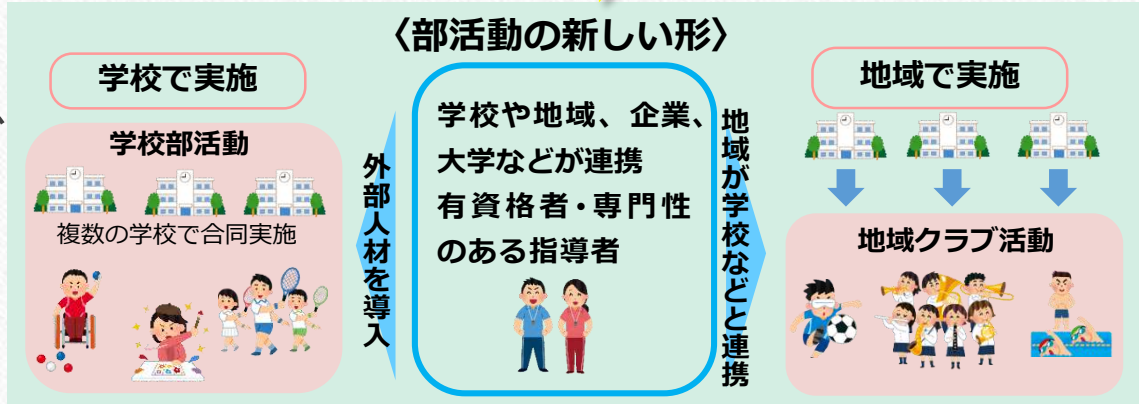 〈部活動の新しい形〉
学校で実施
学校部活動
複数の学校で合同実施
外部人材を導入
学校や地域、企業、
大学などが連携
有資格者・専門性
のある指導者
地域が学校などと連携
地域で実施
地域クラブ活動